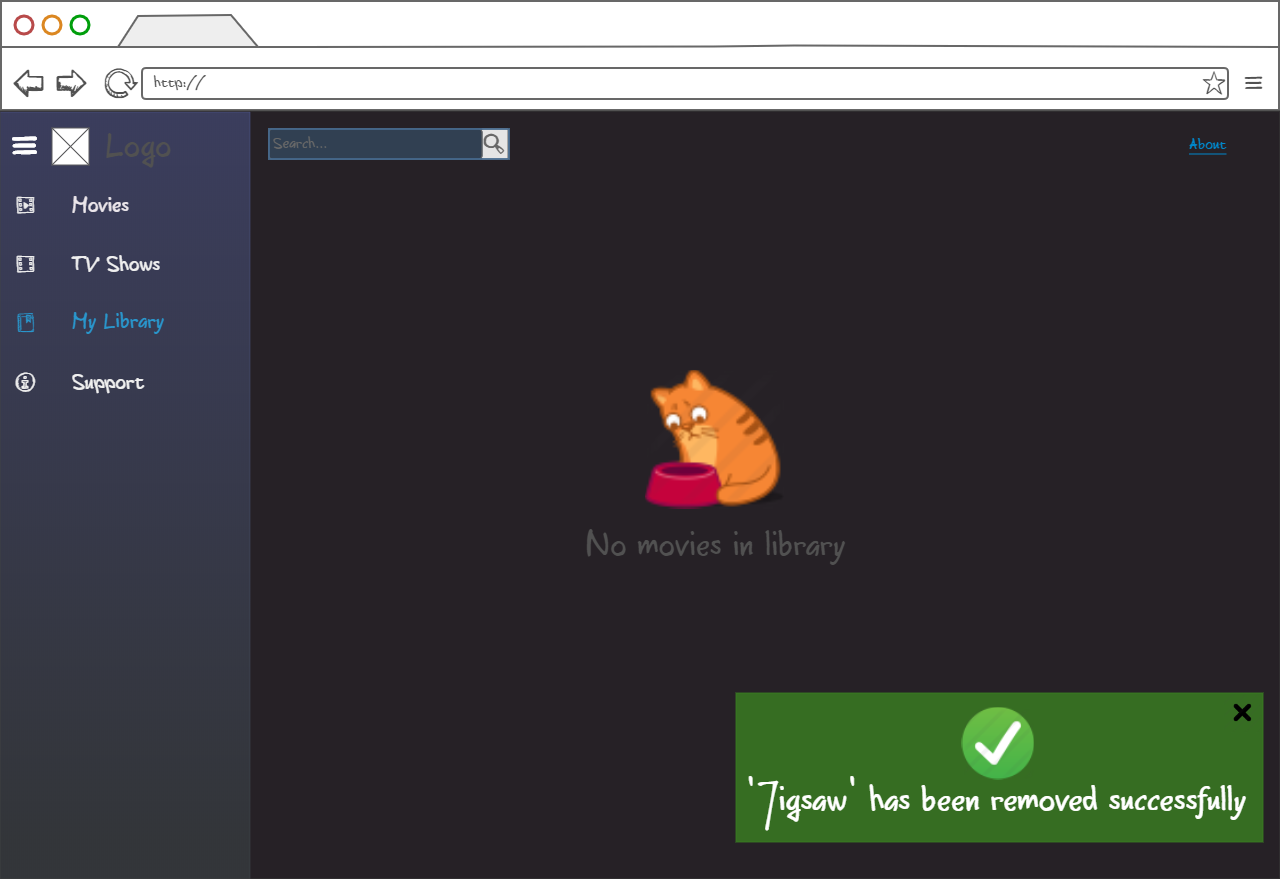 http://
Logo
Search...
About
Movies
TV Shows
My Library
Support
No movies in library
'Jigsaw' has been removed successfully